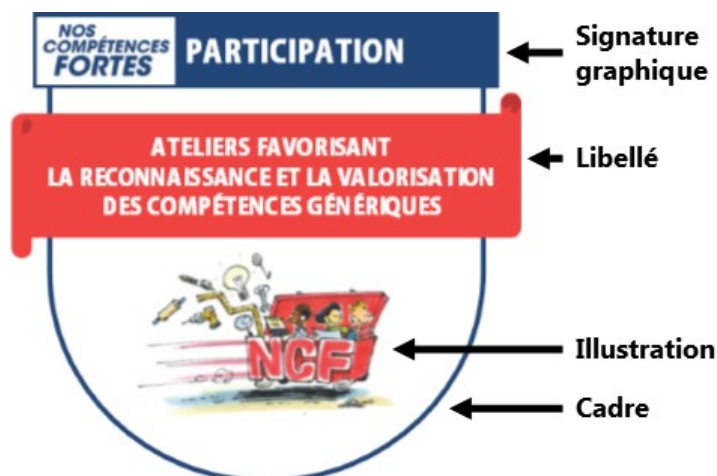 NOS
COMPÉTENCES
FORTES
PARTICIPATION
Signature
graphique
ATELIERS FAVORISANT
LA RECONNAISSANCE ET LA VALORISATION
DES COMPÉTENCES GÉNÉRIQUES
Libellé
NCF
Illustration
Cadre